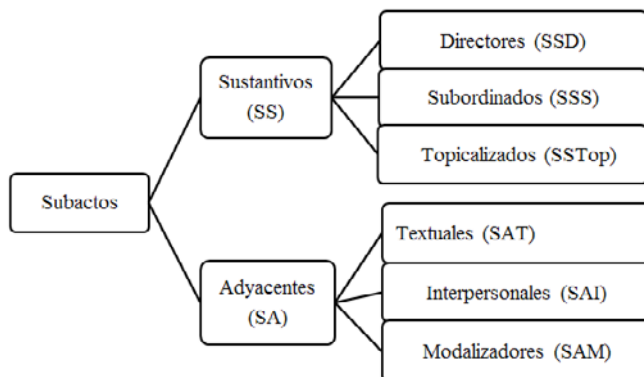 Subactos
Sustantivos
(SS)
Directores (SSD)
Subordinados (SSS)
Topicalizados (SSTop)
Adyacentes
(SA)
Textuales (SAT)
Interpersonales (SAI)
Modalizadores (SAM)